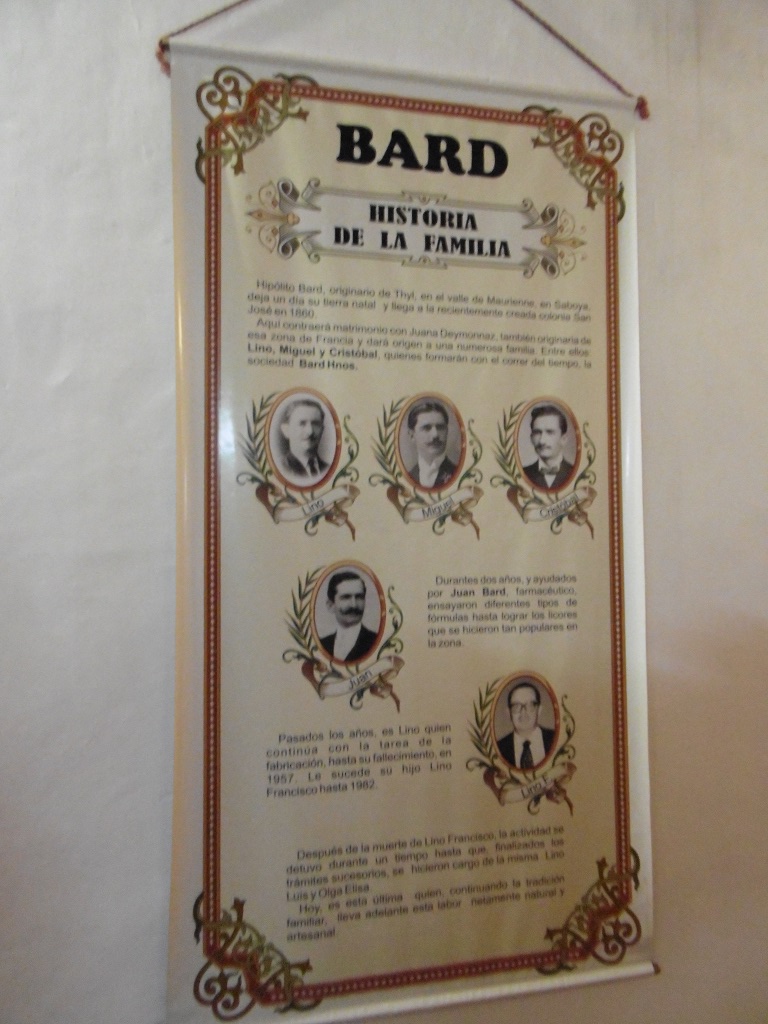 BARD
HISTORIA
DE LA FAMILIA
Hipólito Bard, originario de Thyl, en el valle de Maurienne, en Saboya,
deja un día su tierra natal y llega a la recientemente creada colonia San
José en 1860.
Aquí contraerá matrimonio con Juana Deymonnaz, también originaria de
esa zona de Francia y dará origen a una numerosa familia. Entre ellos:
Lino, Miguel y Cristóbal, quienes formarán con el correr del tiempo, la
sociedad Bard Hnos.
Lino
Miguel
Cristóbal
Durantes dos años, y ayudados
por Juan Bard, farmacéutico,
ensayaron diferentes tipos de
fórmulas hasta lograr los licores
que se hicieron tan populares en
la zona.
Juan
Pasados los años, es Lino quien
continúa con la tarea de la
fabricación, hasta su fallecimiento, en
1957. Le sucede su hijo Lino
Francisco hasta 1982.
Lino F.
Después de la muerte de Lino Francisco, la actividad se
detuvo durante un tiempo hasta que, finalizados los
trámites sucesorios, se hicieron cargo de la misma Lino
Luis y Olga Elisa.
Hoy, es esta última quien, continuando la tradición
familiar, lleva adelante esta labor netamente natural y
artesanal.